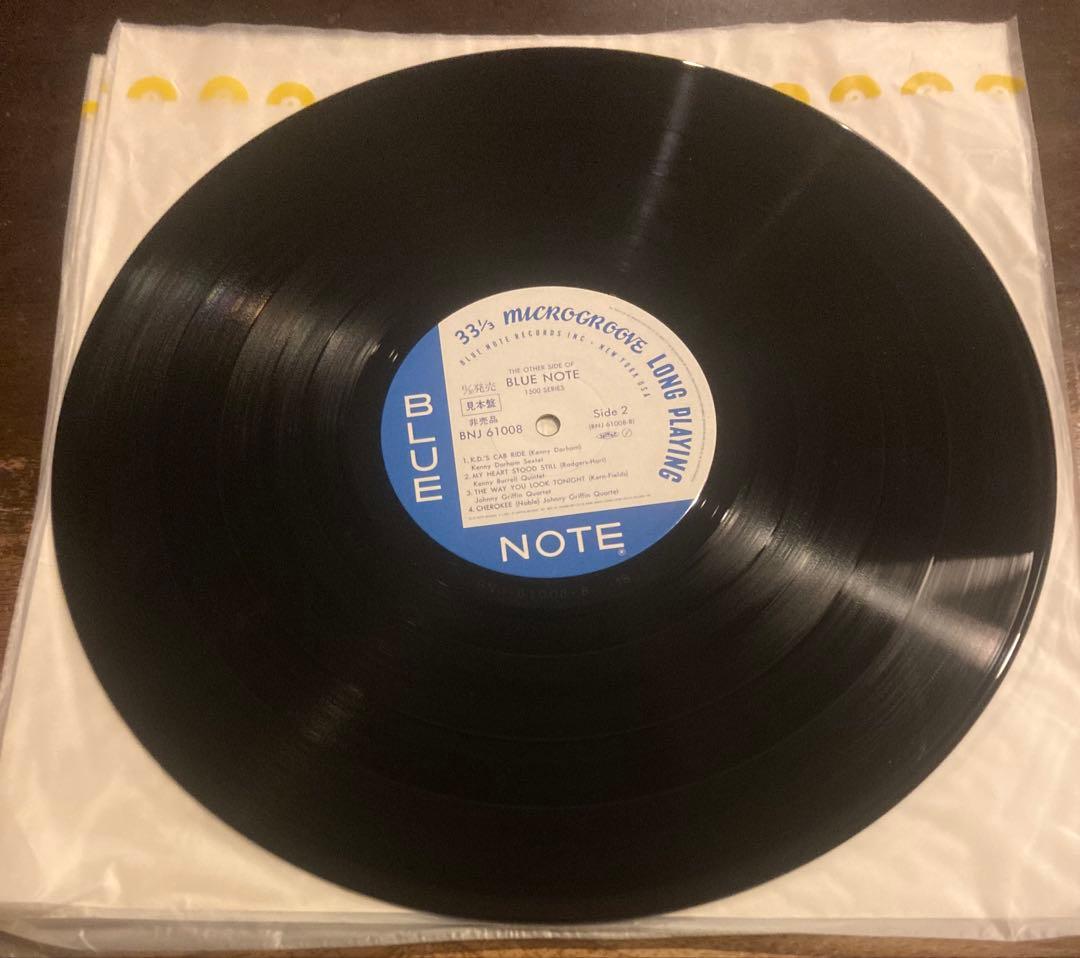 33⅓ MICROGROOVE LONG PLAYING
BLUE NOTE RECORDS INC · NEW YORK USA
THE OTHER SIDE OF
BLUE NOTE
1500 SERIES
発売
見本盤
非売品
BNJ 61008
Side 2
(BNJ 61008-B)
1. K.D.'S CAB RIDE (Kenny Dorham)
Kenny Dorham Sextet
2. MY HEART STOOD STILL (Rodgers-Hart)
Kenny Burrell Quintet
3. THE WAY YOU LOOK TONIGHT (Kern-Fields)
Johnny Griffin Quartet
4. CHEROKEE (Noble) Johnny Griffin Quartet
BLUE
NOTE®